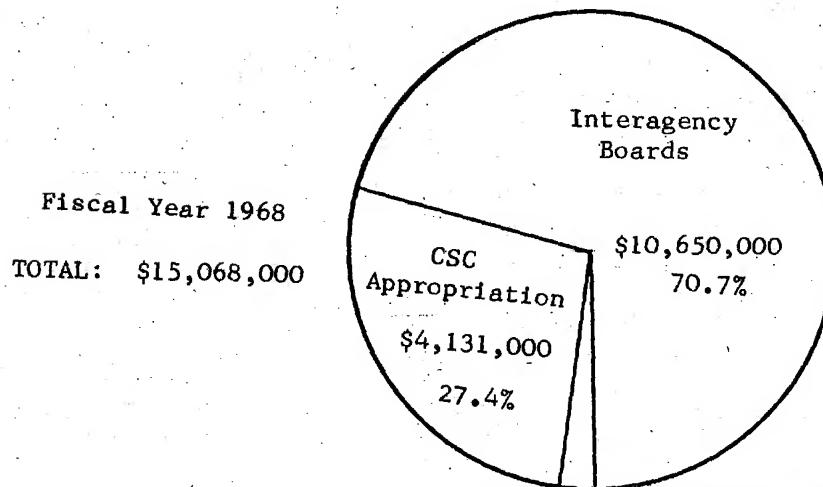 Interagency
Boards
Fiscal Year 1968
TOTAL: $15,068,000
$10,650,000
70.7%
CSC
Appropriation
$4,131,000
27.4%